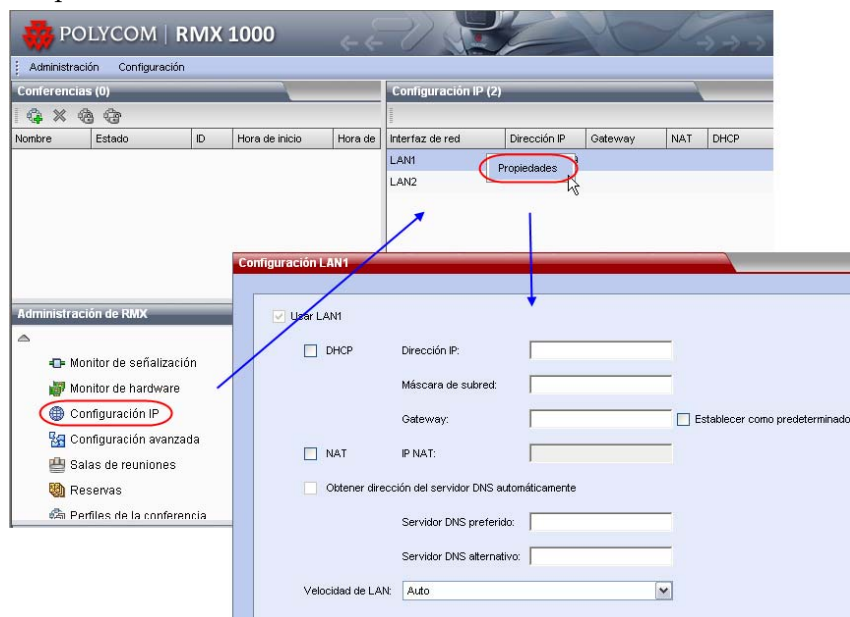 POLYCOM | RMX 1000
Administración Configuración
Conferencias (0)
Nombre Estado ID Hora de inicio Hora de
Configuración IP (2)
Interfaz de red Dirección IP Gateway NAT DHCP
LAN1
Propiedades
LAN2
Administración de RMX
Monitor de señalización
Monitor de hardware
Configuración IP
Configuración avanzada
Salas de reuniones
Reservas
Perfiles de la conferencia
Configuración LAN1
Usar LAN1
DHCP Dirección IP:
Máscara de subred:
Gateway: Establecer como predeterminado
NAT IP NAT:
Obtener dirección del servidor DNS automáticamente
Servidor DNS preferido:
Servidor DNS alternativo:
Velocidad de LAN: Auto